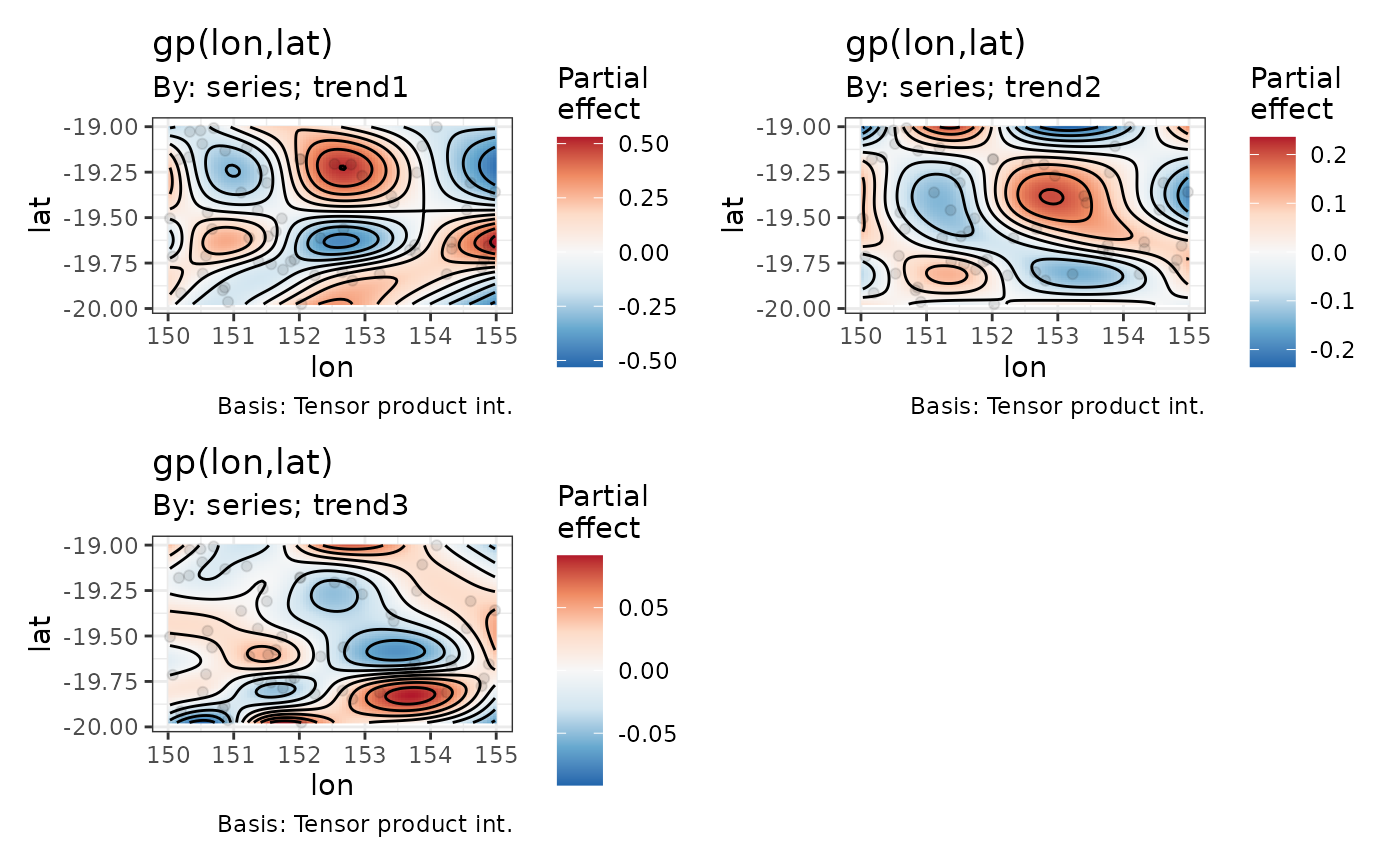 gp(lon,lat)
By: series; trend1
Partial
effect
0.50
0.25
0.00
-0.25
-0.50
-19.00
-19.25
-19.50
-19.75
-20.00
lat
150 151 152 153 154 155
lon
Basis: Tensor product int.
gp(lon,lat)
By: series; trend2
Partial
effect
0.2
0.1
0.0
-0.1
-0.2
-19.00
-19.25
-19.50
-19.75
-20.00
lat
150 151 152 153 154 155
lon
Basis: Tensor product int.
gp(lon,lat)
By: series; trend3
Partial
effect
0.05
0.00
-0.05
-19.00
-19.25
-19.50
-19.75
-20.00
lat
150 151 152 153 154 155
lon
Basis: Tensor product int.